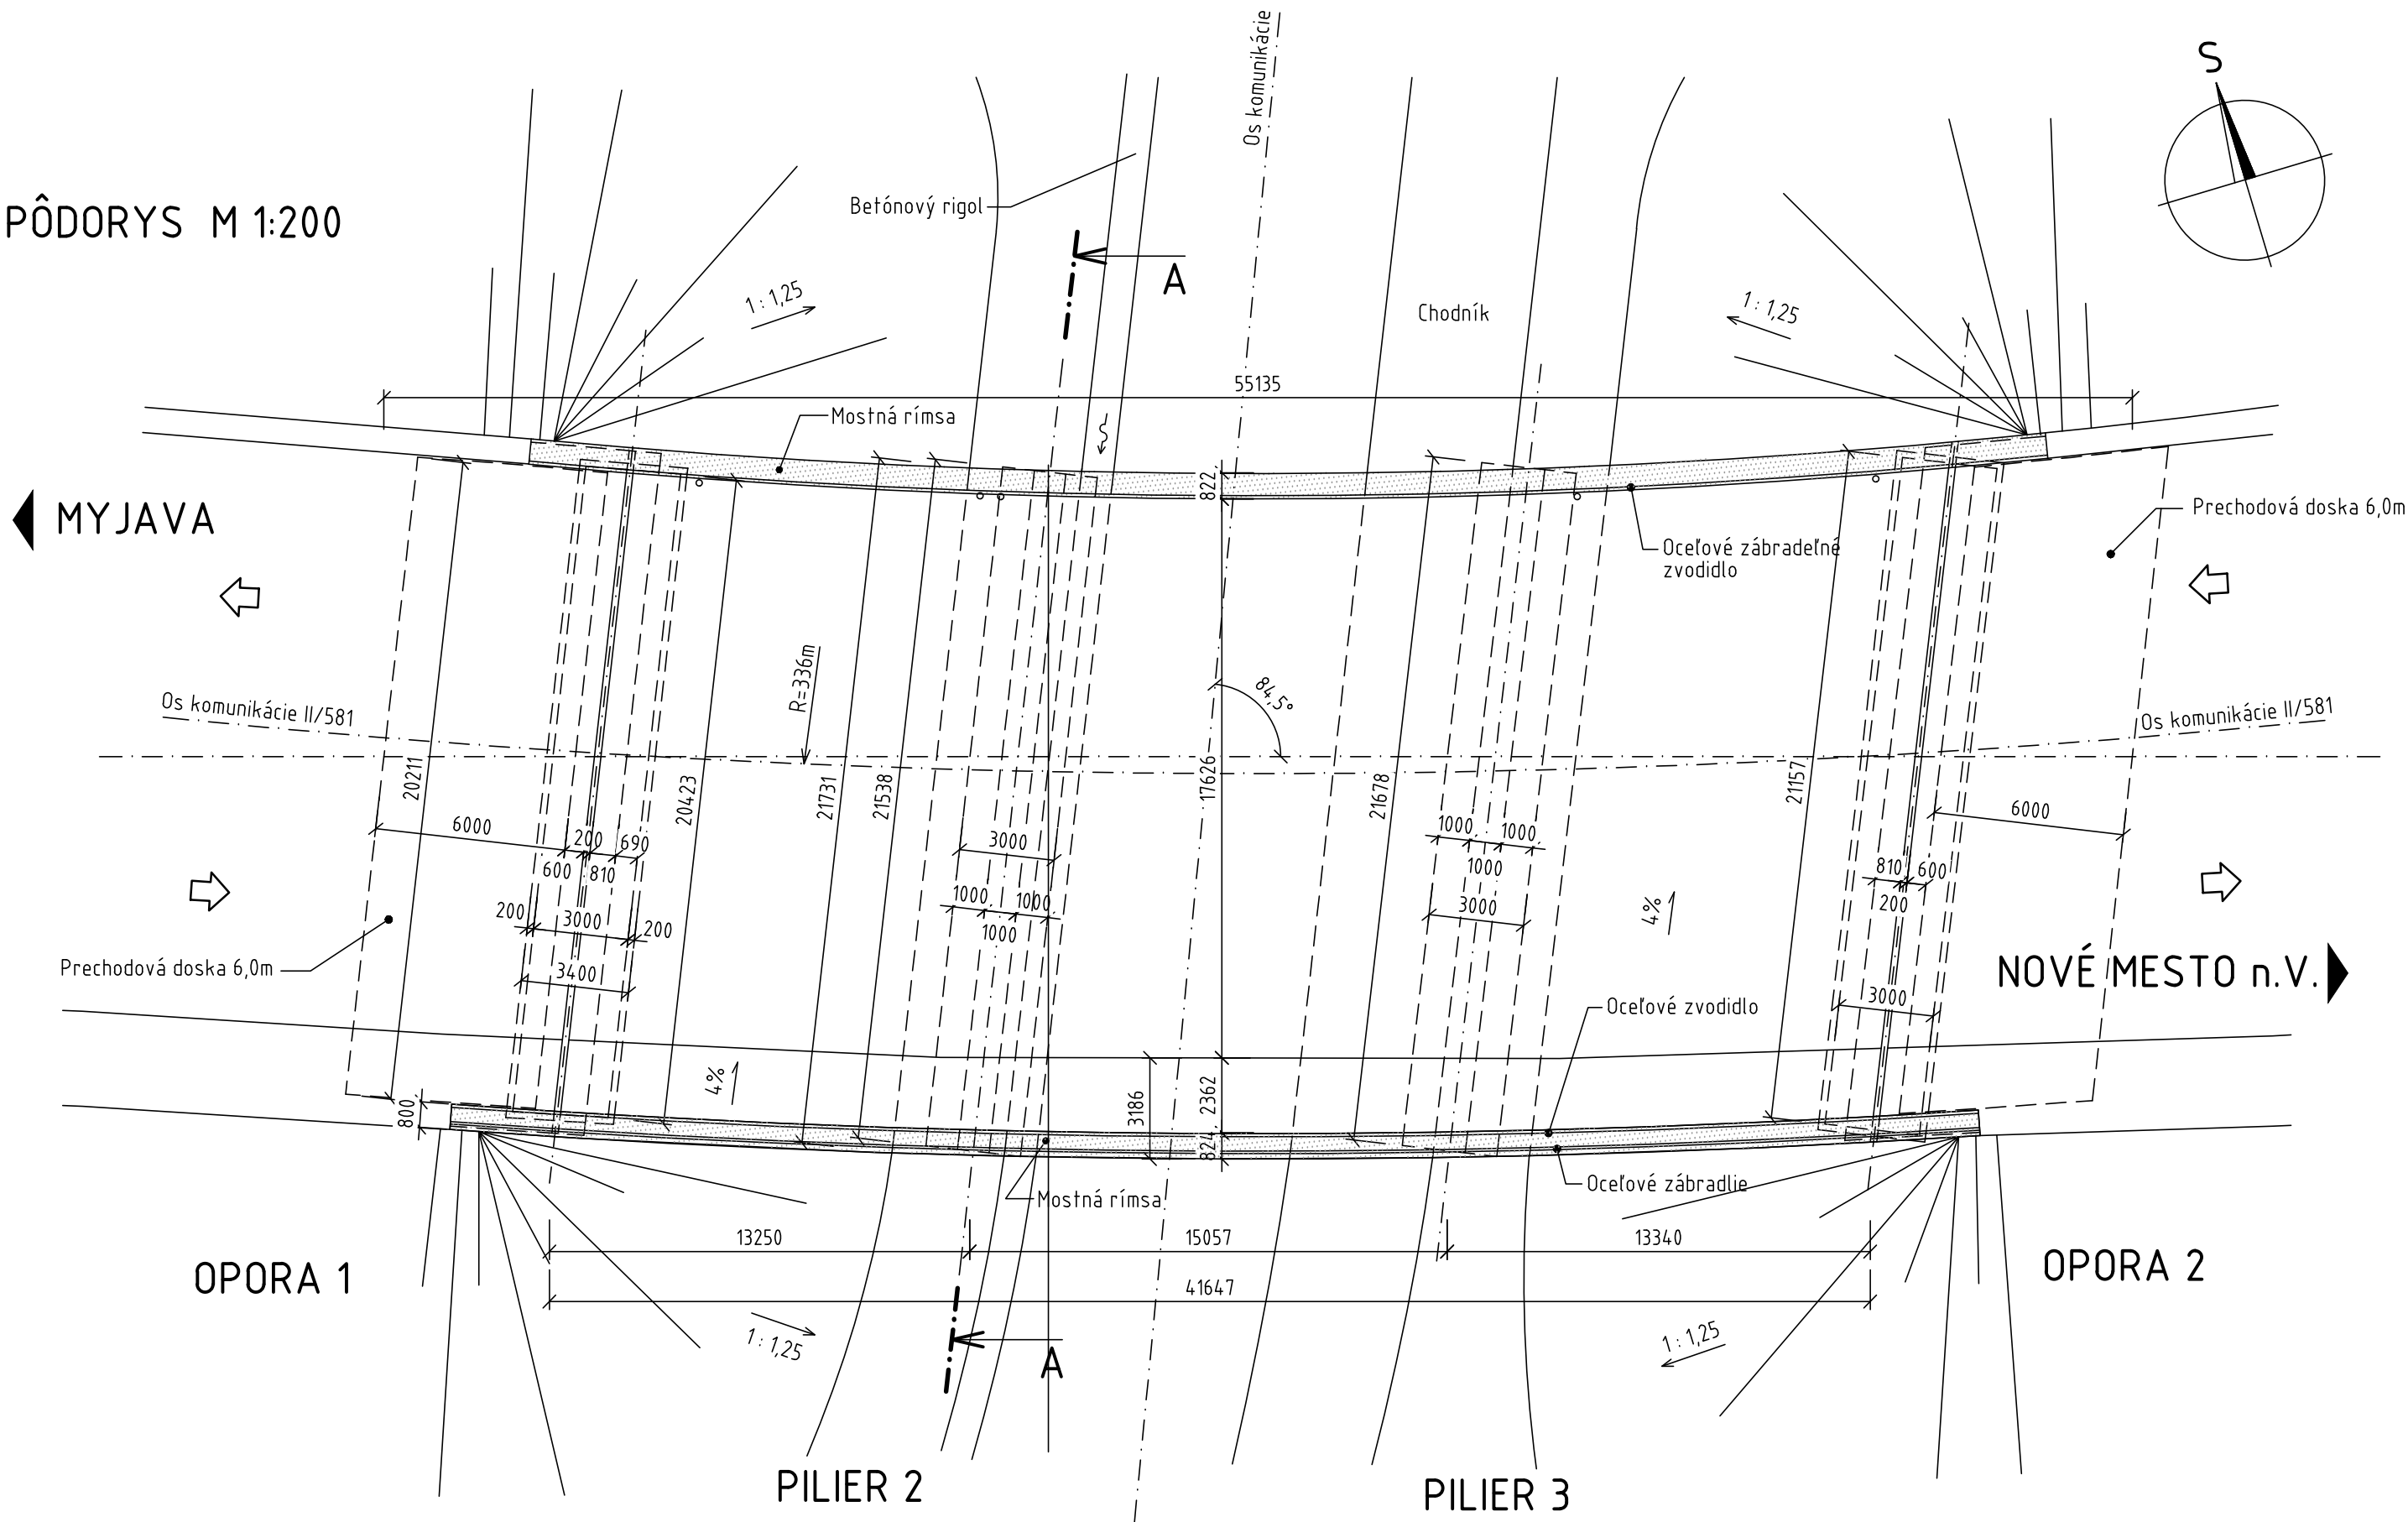 Os komunikácie
S
PÔDORYS M 1:200
Betónový rigol
A
1 : 1,25
Chodník
1 : 1,25
55135
Mostná rímsa
822
MYJAVA
Prechodová doska 6,0m
Oceľové zábradeľné
zvodidlo
R=336m
84,5°
Os komunikácie II/581
Os komunikácie II/581
20211
20423
21731
21538
17626
21678
21157
6000
200
690
600
810
3000
1000
1000
1000
1000
1000
1000
3000
6000
810
600
200
200
3000
200
3400
4%
Prechodová doska 6,0m
NOVÉ MESTO n.V.
3000
Oceľové zvodidlo
4%
800
3186
2362
824
Mostná rímsa
Oceľové zábradlie
13250
15057
13340
OPORA 1
41647
OPORA 2
1 : 1,25
A
1 : 1,25
PILIER 2
PILIER 3